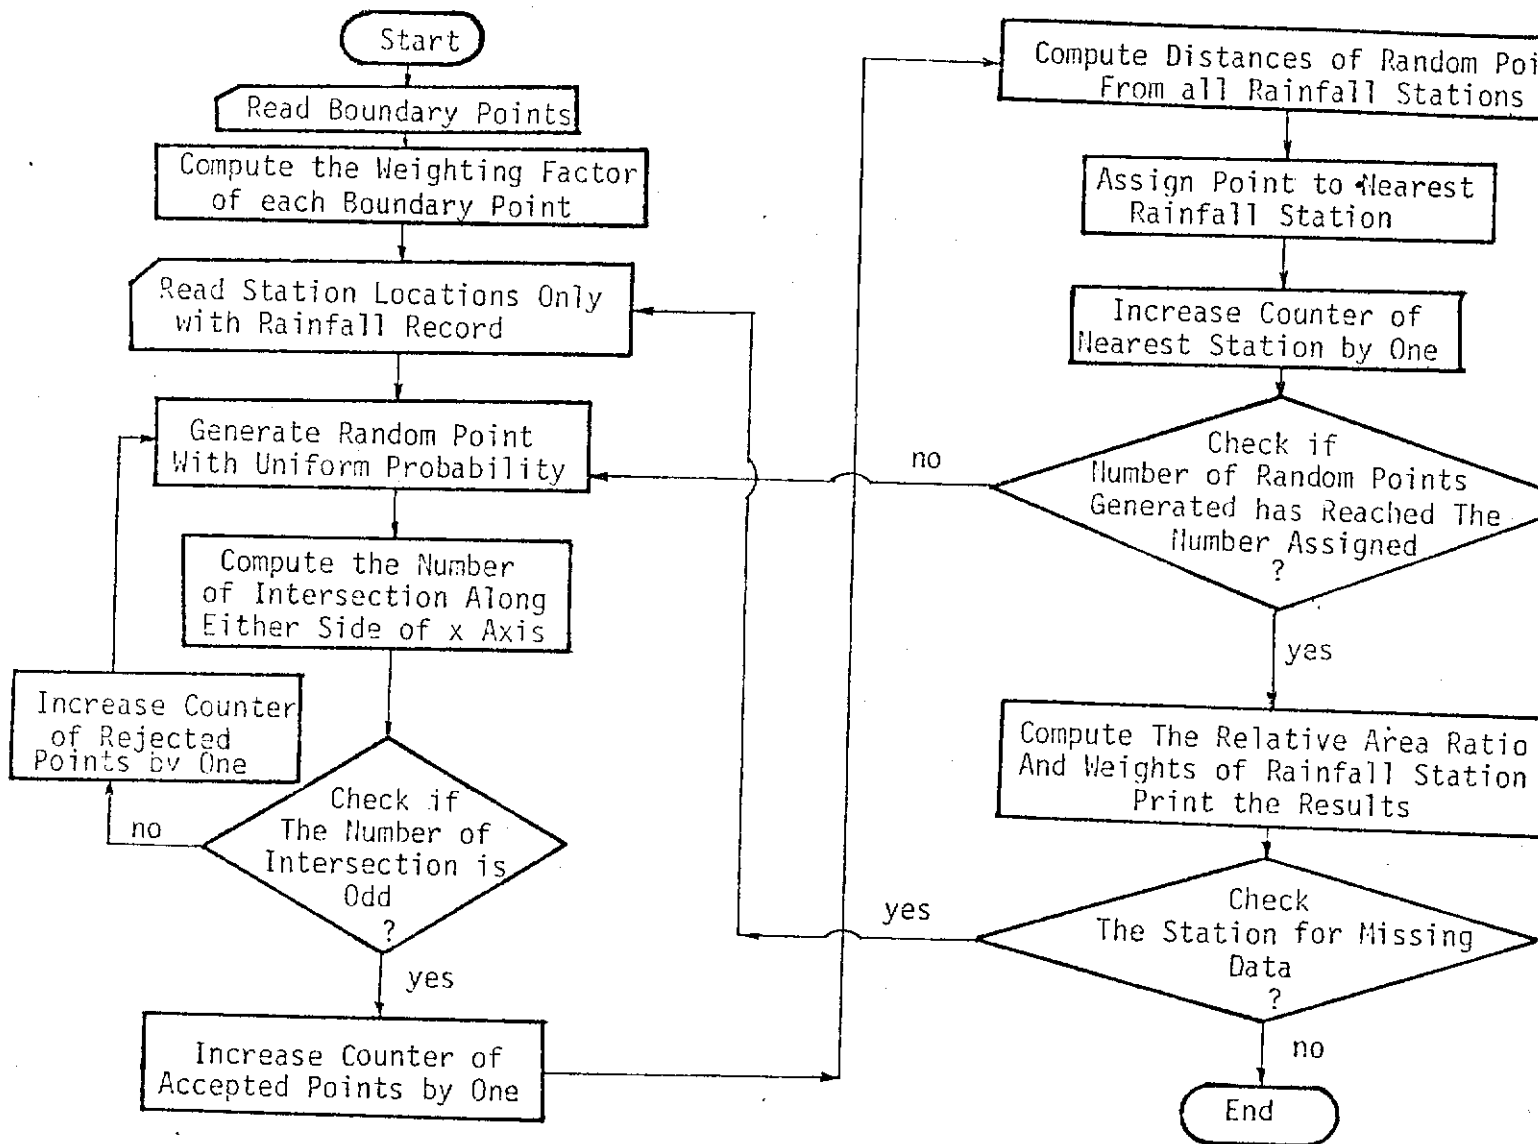 Start
Read Boundary Points
Compute the Weighting Factor
of each Boundary Point
Read Station Locations Only
with Rainfall Record
Generate Random Point
With Uniform Probability
Compute the Number
of Intersection Along
Either Side of x Axis
Increase Counter
of Rejected
Points by One
no
Check if
The Number of
Intersection is
Odd
?
yes
Increase Counter of
Accepted Points by One
Compute Distances of Random Poi
From all Rainfall Stations
Assign Point to Nearest
Rainfall Station
Increase Counter of
Nearest Station by One
no
Check if
Number of Random Points
Generated has Reached The
Number Assigned
?
yes
Compute The Relative Area Ratio
And Weights of Rainfall Station
Print the Results
yes
Check
The Station for Missing
Data
?
no
End